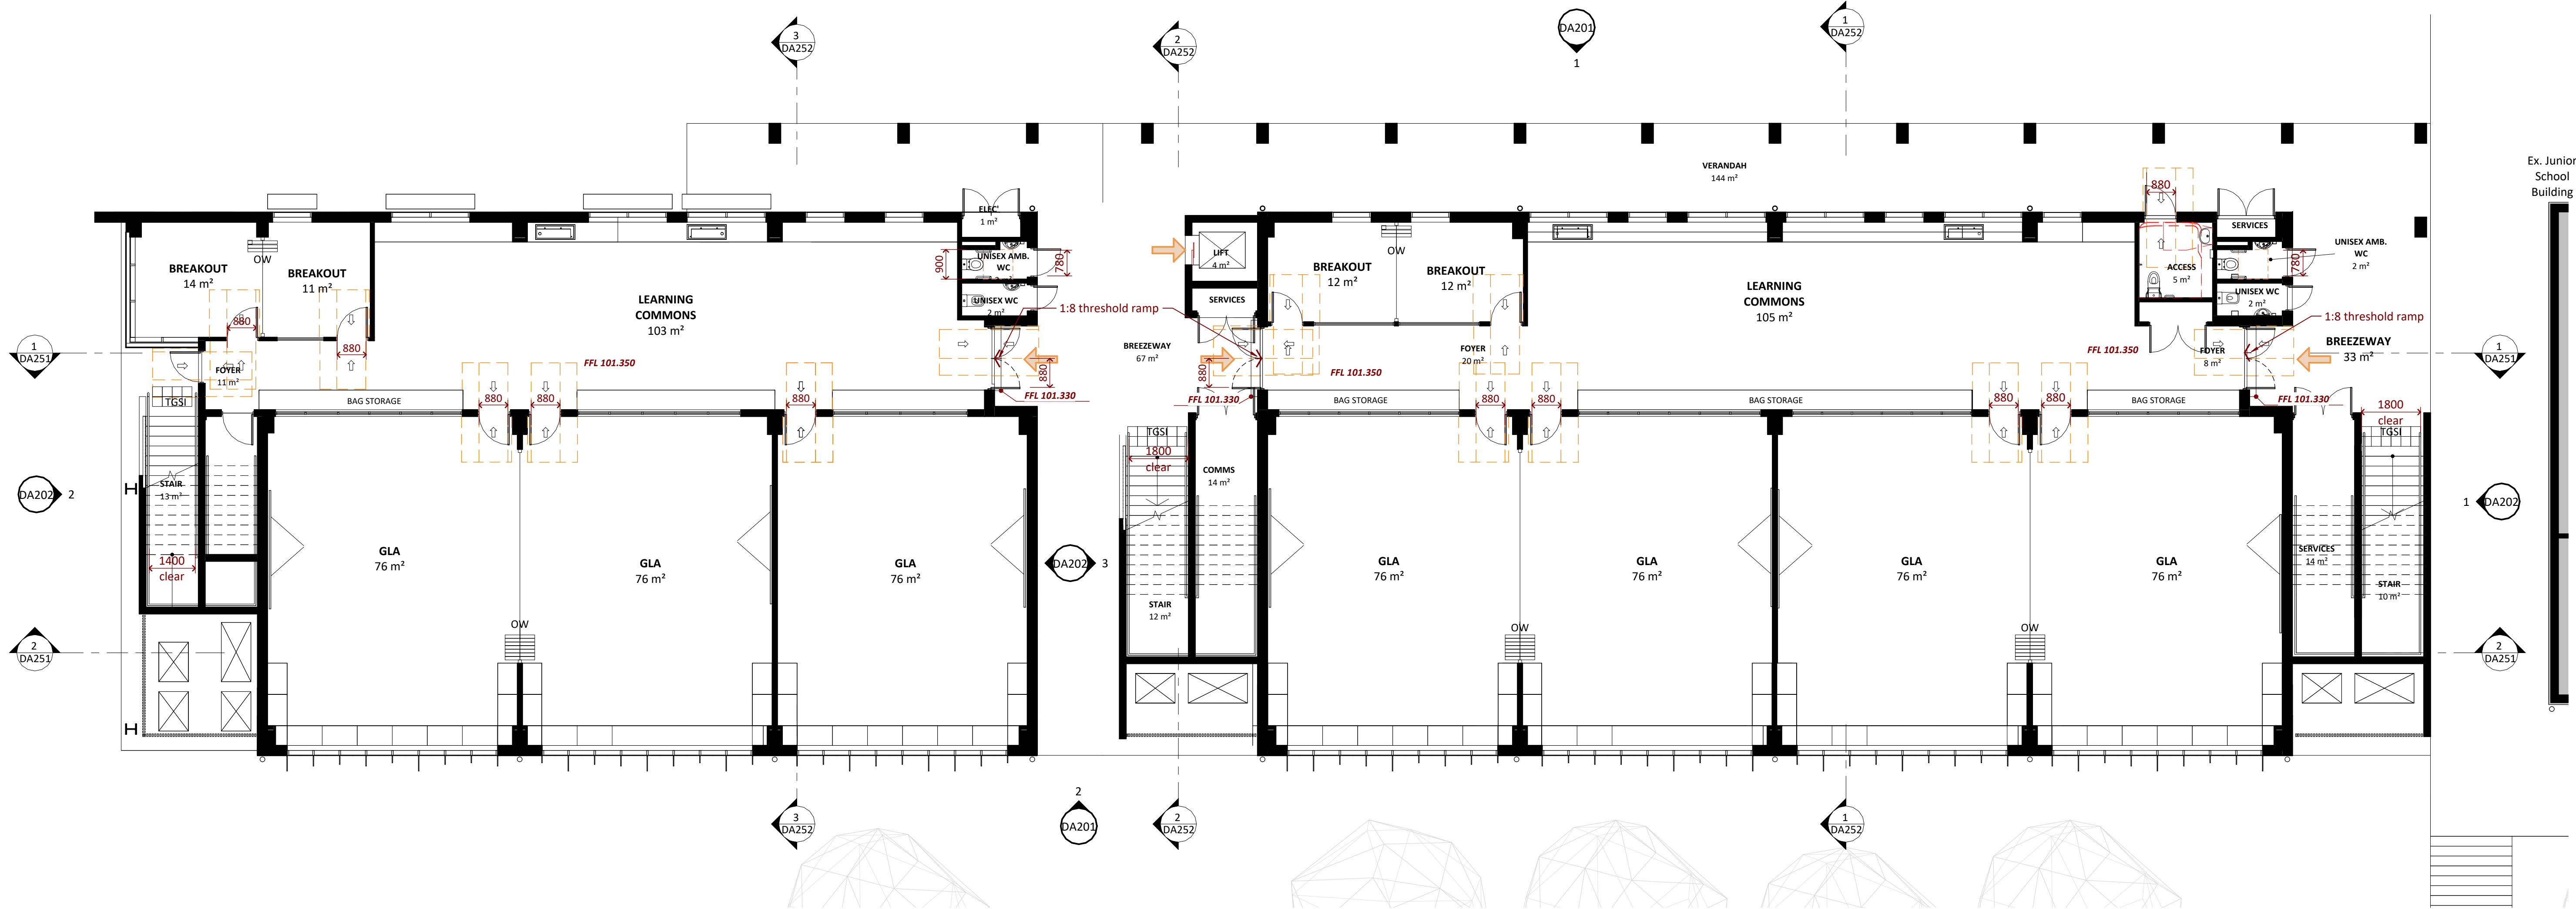 3
DA252
2
DA252
DA201
1
1
DA252
Ex. Junior
School
Building
VERANDAH
144 m²
880
ELEC.
1 m²
SERVICES
UNISEX AMB.
WC
2 m²
780
OW
BREAKOUT
14 m²
BREAKOUT
11 m²
LEARNING
COMMONS
103 m²
900
UNISEX AMB.
WC
780
UNISEX WC
2 m²
1:8 threshold ramp
LIFT
4 m²
SERVICES
OW
BREAKOUT
12 m²
BREAKOUT
12 m²
LEARNING
COMMONS
105 m²
ACCESS
5 m²
UNISEX WC
2 m²
1:8 threshold ramp
1
DA251
880
880
FOYER
11 m²
FFL 101.350
880
FFL 101.330
BREEZEWAY
67 m²
880
FFL 101.330
FFL 101.350
FOYER
20 m²
FFL 101.350
FOYER
8 m²
BREEZEWAY
33 m²
FFL 101.330
1
DA251
TGSI
BAG STORAGE
880
880
880
BAG STORAGE
880
880
BAG STORAGE
880
880
BAG STORAGE
1800
clear
TGSI
TGSI
1800
clear
COMMS
14 m²
DA202
2
STAIR
13 m²
1400
clear
GLA
76 m²
GLA
76 m²
GLA
76 m²
DA202
3
STAIR
12 m²
GLA
76 m²
GLA
76 m²
GLA
76 m²
GLA
76 m²
SERVICES
14 m²
STAIR
10 m²
1
DA202
2
DA251
OW
OW
OW
2
DA251
3
DA252
2
DA201
2
DA252
1
DA252